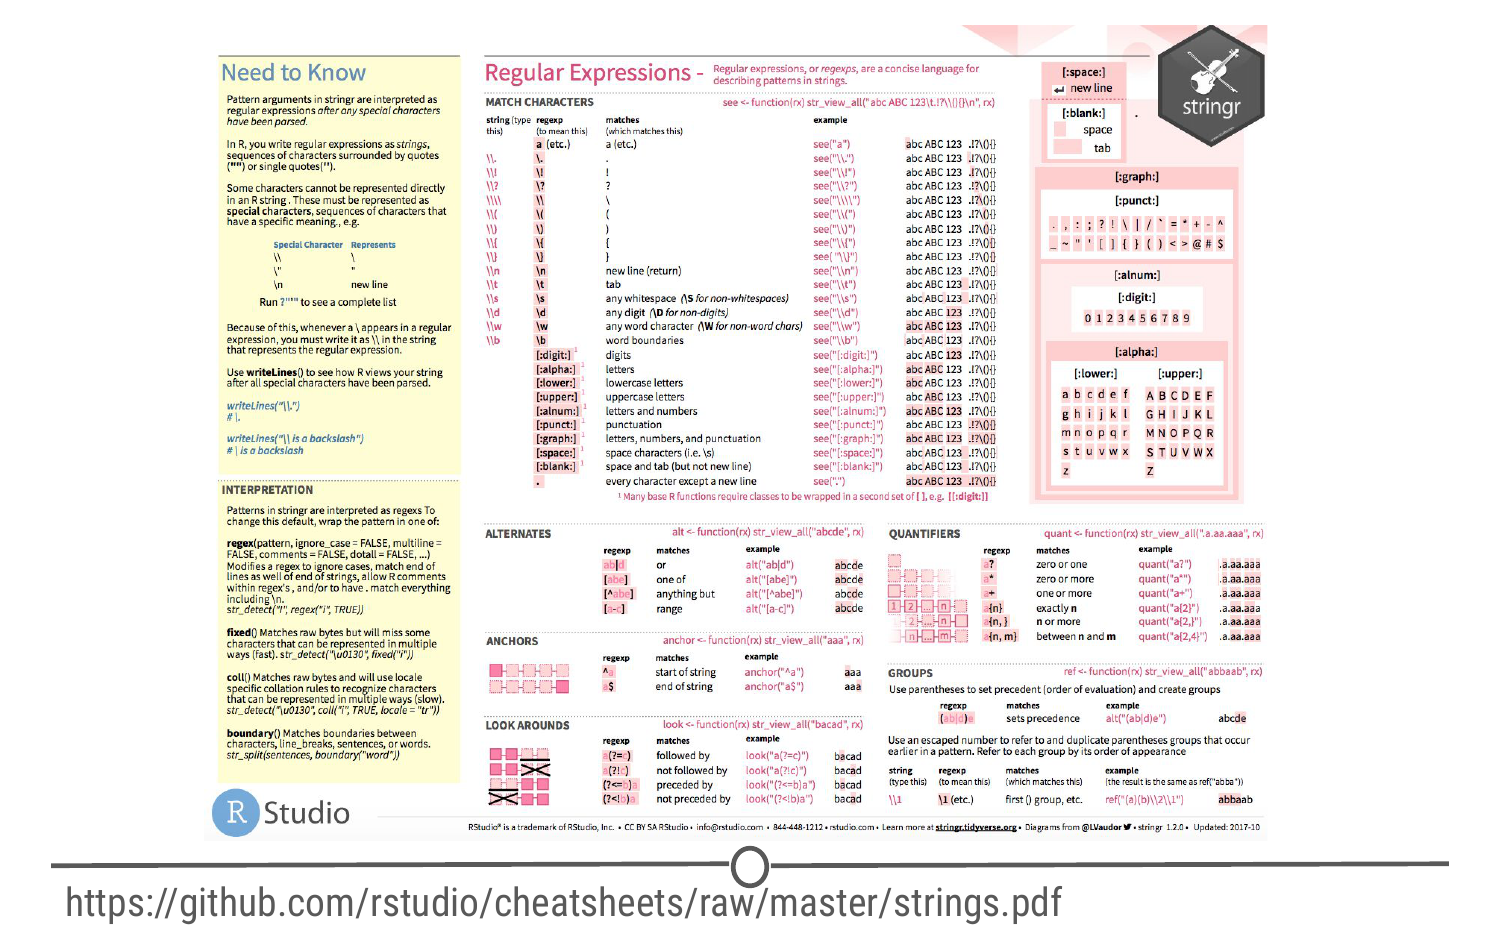 Need to Know
Pattern arguments in stringr are interpreted as
regular expressions after any special characters
have been parsed.
In R, you write regular expressions as strings,
sequences of characters surrounded by quotes
("") or single quotes('').
Some characters cannot be represented directly
in an R string . These must be represented as
special characters, sequences of characters that
have a specific meaning., e.g.
Special Character Represents
\\ \
\" "
\n new line
Run ?"'" to see a complete list
Because of this, whenever a \ appears in a regular
expression, you must write it as \\ in the string
that represents the regular expression.
Use writeLines() to see how R views your string
after all special characters have been parsed.
writeLines("\\.")
# \.
writeLines("\\ is a backslash")
# \ is a backslash
INTERPRETATION
Patterns in stringr are interpreted as regexs To
change this default, wrap the pattern in one of:
regex(pattern, ignore_case = FALSE, multiline =
FALSE, comments = FALSE, dotall = FALSE, ...)
Modifies a regex to ignore cases, match end of
lines as well of end of strings, allow R comments
within regex's , and/or to have . match everything
including \n.
str_detect("I", regex("i", TRUE))
fixed() Matches raw bytes but will miss some
characters that can be represented in multiple
ways (fast). str_detect("\u0130", fixed("i"))
coll() Matches raw bytes and will use locale
specific collation rules to recognize characters
that can be represented in multiple ways (slow).
str_detect("\u0130", coll("i", TRUE, locale = "tr"))
boundary() Matches boundaries between
characters, line_breaks, sentences, or words.
str_split(sentences, boundary("word"))
R Studio
Regular Expressions - Regular expressions, or regexps, are a concise language for
describing patterns in strings.
MATCH CHARACTERS see <- function(rx) str_view_all("abc ABC 123\t.!?\\(){}\n", rx)
string (type regexp matches example
this) (to mean this) (which matches this)
a (etc.) a (etc.) see("a") abc ABC 123 .!?\(){}
\\. \. . see("\\.") abc ABC 123 .!?\(){}
\\! \! ! see("\\!") abc ABC 123 .!?\(){}
\\? \? ? see("\\?") abc ABC 123 .!?\(){}
\\\\ \\ \ see("\\\\") abc ABC 123 .!?\(){}
\\( \( ( see("\\(") abc ABC 123 .!?\(){}
\\) \) ) see("\\)") abc ABC 123 .!?\(){}
\\{ \{ { see("\\{") abc ABC 123 .!?\(){}
\\} \} } see( "\\}") abc ABC 123 .!?\(){}
\\n \n new line (return) see("\\n") abc ABC 123 .!?\(){}
\\t \t tab see("\\t") abc ABC 123 .!?\(){}
\\s \s any whitespace (\S for non-whitespaces) see("\\s") abc ABC 123 .!?\(){}
\\d \d any digit (\D for non-digits) see("\\d") abc ABC 123 .!?\(){}
\\w \w any word character (\W for non-word chars) see("\\w") abc ABC 123 .!?\(){}
\\b \b word boundaries see("\\b") abc ABC 123 .!?\(){}
[:digit:] 1 digits see("[:digit:]") abc ABC 123 .!?\(){}
[:alpha:] 1 letters see("[:alpha:]") abc ABC 123 .!?\(){}
[:lower:] 1 lowercase letters see("[:lower:]") abc ABC 123 .!?\(){}
[:upper:] 1 uppercase letters see("[:upper:]") abc ABC 123 .!?\(){}
[:alnum:] 1 letters and numbers see("[:alnum:]") abc ABC 123 .!?\(){}
[:punct:] 1 punctuation see("[:punct:]") abc ABC 123 .!?\(){}
[:graph:] 1 letters, numbers, and punctuation see("[:graph:]") abc ABC 123 .!?\(){}
[:space:] 1 space characters (i.e. \s) see("[:space:]") abc ABC 123 .!?\(){}
[:blank:] 1 space and tab (but not new line) see("[:blank:]") abc ABC 123 .!?\(){}
. every character except a new line see(".") abc ABC 123 .!?\(){}
1 Many base R functions require classes to be wrapped in a second set of [ ], e.g. [[:digit:]]
[:space:]
new line
[:blank:] .
space
tab
stringr
[:graph:]
[:punct:]
. , : ; ? ! \ | / ` = * + - ^
_ ~ " ' [ ] { } ( ) < > @ # $
[:alnum:]
[:digit:]
0 1 2 3 4 5 6 7 8 9
[:alpha:]
[:lower:] [:upper:]
a b c d e f A B C D E F
g h i j k l G H I J K L
m n o p q r M N O P Q R
s t u v w x S T U V W X
z Z
ALTERNATES alt <- function(rx) str_view_all("abcde", rx)
regexp matches example
ab|d or alt("ab|d") abcde
[abe] one of alt("[abe]") abcde
[^abe] anything but alt("[^abe]") abcde
[a-c] range alt("[a-c]") abcde
ANCHORS anchor <- function(rx) str_view_all("aaa", rx)
regexp matches example
^a start of string anchor("^a") aaa
a$ end of string anchor("a$") aaa
LOOK AROUNDS look <- function(rx) str_view_all("bacad", rx)
regexp matches example
a(?=c) followed by look("a(?=c)") bacad
a(?!c) not followed by look("a(?!c)") bacad
(?<=b)a preceded by look("(?<=b)a") bacad
(?<!b)a not preceded by look("(?<!b)a") bacad
QUANTIFIERS quant <- function(rx) str_view_all(".a.aa.aaa", rx)
regexp matches example
a? zero or one quant("a?") .a.aa.aaa
a* zero or more quant("a*") .a.aa.aaa
a+ one or more quant("a+") .a.aa.aaa
1 2 ... n a{n} exactly n quant("a{2}") .a.aa.aaa
1 2 ... n a{n, } n or more quant("a{2,}") .a.aa.aaa
n ... m a{n, m} between n and m quant("a{2,4}") .a.aa.aaa
GROUPS ref <- function(rx) str_view_all("abbaab", rx)
Use parentheses to set precedent (order of evaluation) and create groups
regexp matches example
(ab|d)e sets precedence alt("(ab|d)e") abcde
Use an escaped number to refer to and duplicate parentheses groups that occur
earlier in a pattern. Refer to each group by its order of appearance
string regexp matches example
(type this) (to mean this) (which matches this) (the result is the same as ref("abba"))
\\1 \1 (etc.) first () group, etc. ref("(a)(b)\\2\\1") abbaab
RStudio® is a trademark of RStudio, Inc. • CC BY SA RStudio • info@rstudio.com • 844-448-1212 • rstudio.com • Learn more at stringr.tidyverse.org • Diagrams from @LVaudor • stringr 1.2.0 • Updated: 2017-10
https://github.com/rstudio/cheatsheets/raw/master/strings.pdf